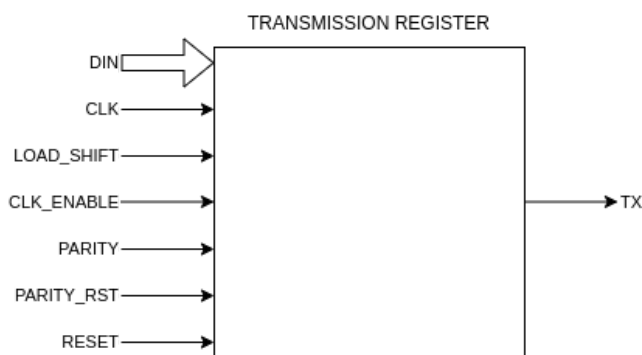 TRANSMISSION REGISTER
DIN
CLK
LOAD_SHIFT
CLK_ENABLE
TX
PARITY
PARITY_RST
RESET